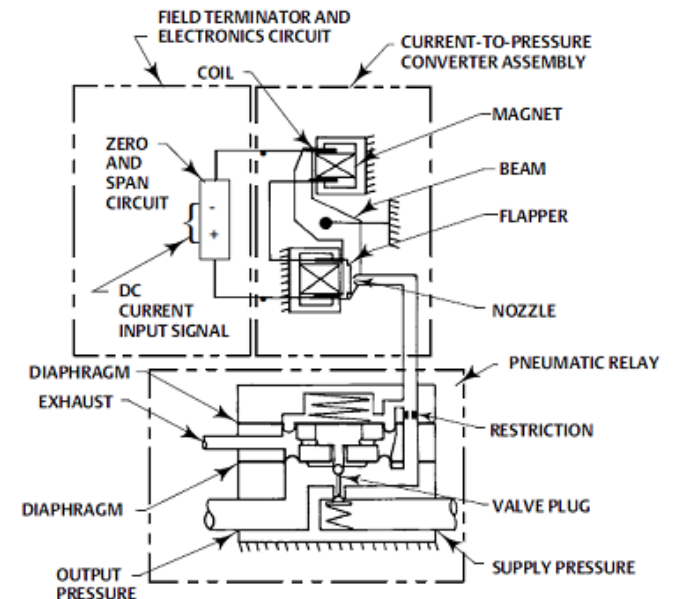 FIELD TERMINATOR AND
ELECTRONICS CIRCUIT
CURRENT-TO-PRESSURE
CONVERTER ASSEMBLY
COIL
MAGNET
ZERO
AND
SPAN
CIRCUIT
-
+
BEAM
FLAPPER
DC
CURRENT
INPUT SIGNAL
NOZZLE
PNEUMATIC RELAY
DIAPHRAGM
EXHAUST
RESTRICTION
DIAPHRAGM
VALVE PLUG
OUTPUT
PRESSURE
SUPPLY PRESSURE